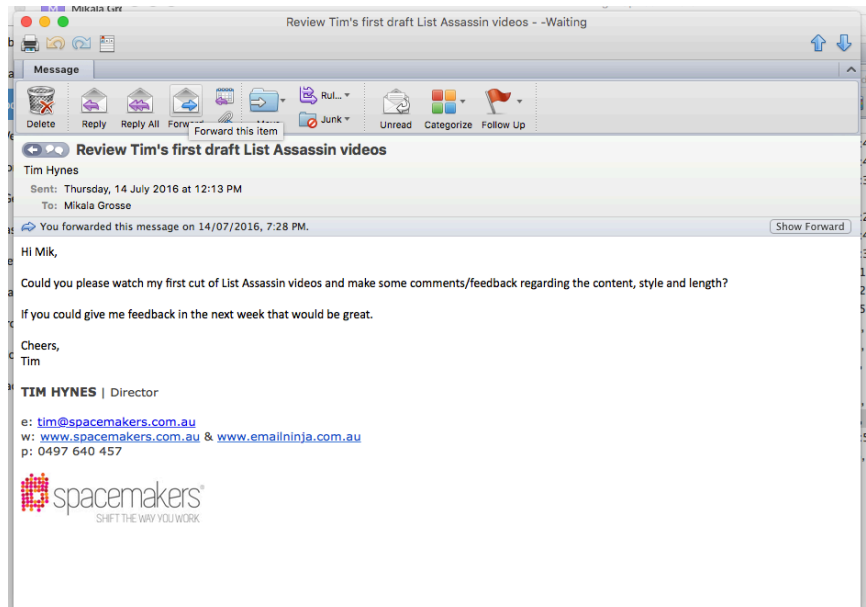 Mikala Gr
Review Tim's first draft List Assassin videos - -Waiting
Message
Rul...
Junk
Delete Reply Reply All Forw Move Unread Categorize Follow Up
Forward this item
Review Tim's first draft List Assassin videos
Tim Hynes
Sent: Thursday, 14 July 2016 at 12:13 PM
To: Mikala Grosse
You forwarded this message on 14/07/2016, 7:28 PM. Show Forward
Hi Mik,
Could you please watch my first cut of List Assassin videos and make some comments/feedback regarding the content, style and length?
If you could give me feedback in the next week that would be great.
Cheers,
Tim
TIM HYNES | Director
e: tim@spacemakers.com.au
w: www.spacemakers.com.au & www.emailninja.com.au
p: 0497 640 457
spacemakers®
SHIFT THE WAY YOU WORK